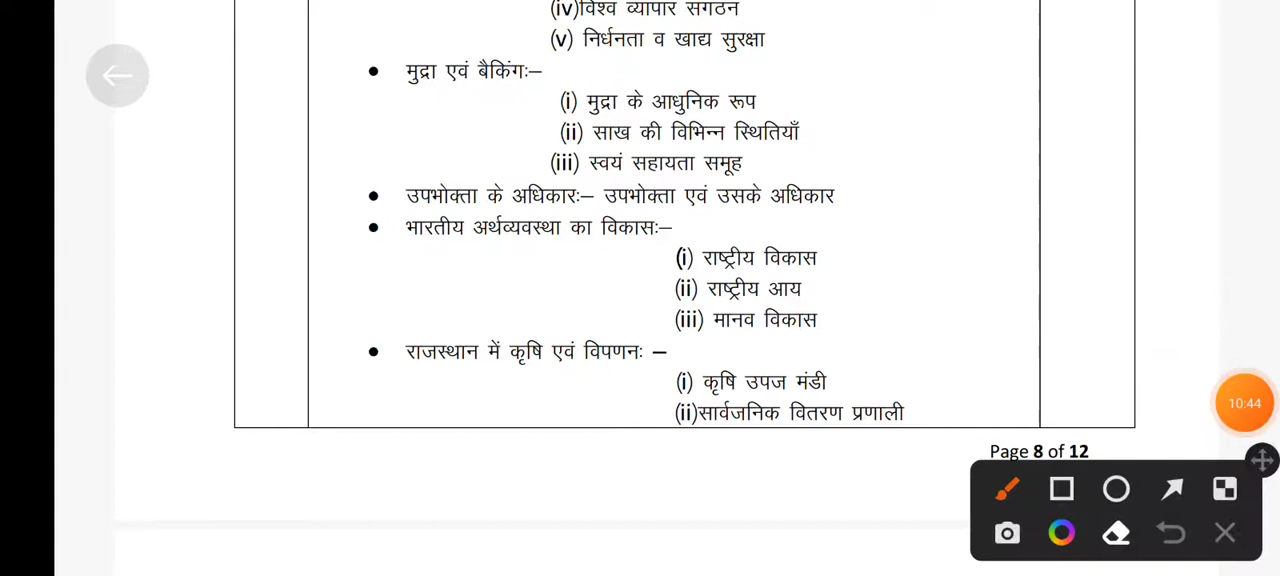 (iv)विश्व व्यापार संगठन
(v) निर्धनता व खाद्य सुरक्षा
• मुद्रा एवं बैकिंगः–
(i) मुद्रा के आधुनिक रूप
(ii) साख की विभिन्न स्थितियाँ
(iii) स्वयं सहायता समूह
• उपभोक्ता के अधिकारः– उपभोक्ता एवं उसके अधिकार
• भारतीय अर्थव्यवस्था का विकासः–
(i) राष्ट्रीय विकास
(ii) राष्ट्रीय आय
(iii) मानव विकास
• राजस्थान में कृषि एवं विपणनः –
(i) कृषि उपज मंडी
(ii)सार्वजनिक वितरण प्रणाली
10:44
Page 8 of 12